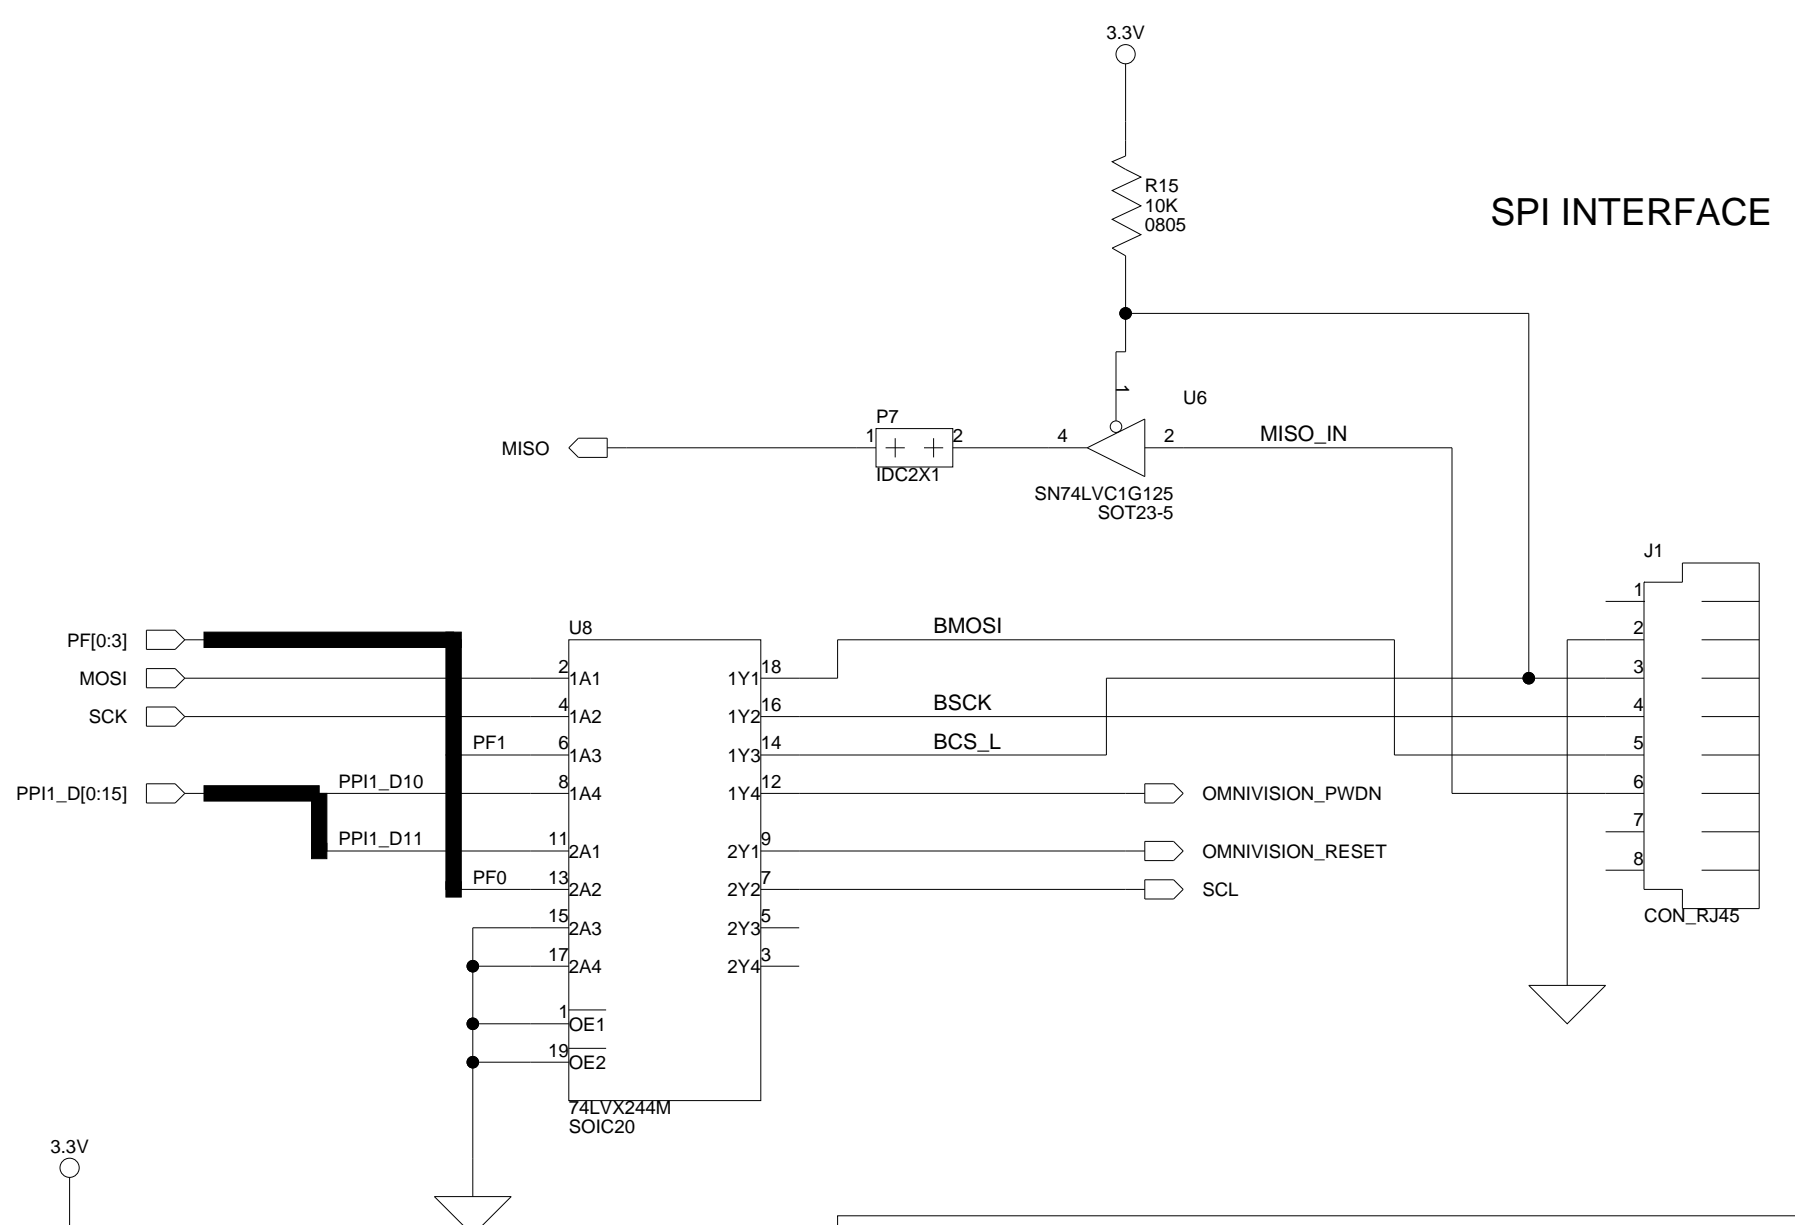 3.3V
R15
10K
0805
SPI INTERFACE
1
U6
P7
MISO
1
2
4
2
MISO_IN
IDC2X1
SN74LVC1G125
SOT23-5
J1
1
2
3
4
5
6
7
8
CON_RJ45
PF[0:3]
MOSI
SCK
PPI1_D[0:15]
PF1
PPI1_D10
PPI1_D11
PF0
U8
2 1A1
4 1A2
6 1A3
8 1A4
11 2A1
13 2A2
15 2A3
17 2A4
1 OE1
19 OE2
1Y1 18
1Y2 16
1Y3 14
1Y4 12
2Y1 9
2Y2 7
2Y3 5
2Y4 3
74LVX244M
SOIC20
BMOSI
BSCK
BCS_L
OMNIVISION_PWDN
OMNIVISION_RESET
SCL
3.3V